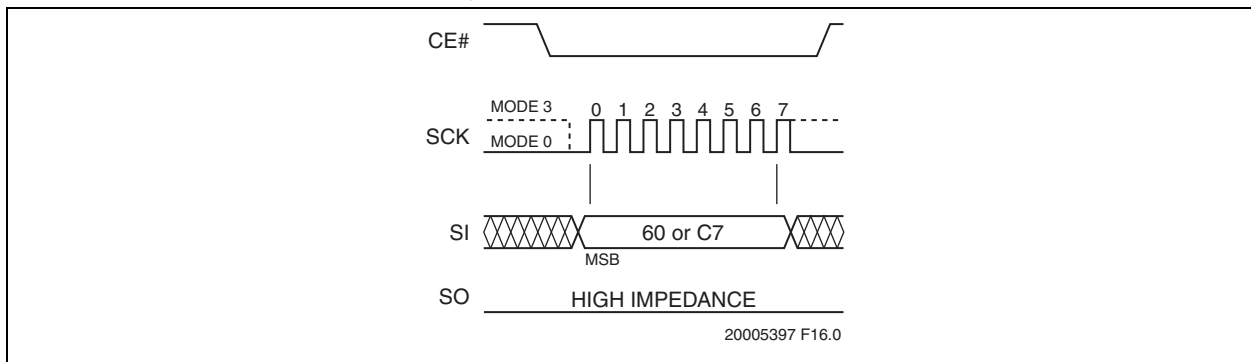 CE#
MODE 3
0 1 2 3 4 5 6 7
SCK
MODE 0
SI
60 or C7
MSB
SO
HIGH IMPEDANCE
20005397 F16.0